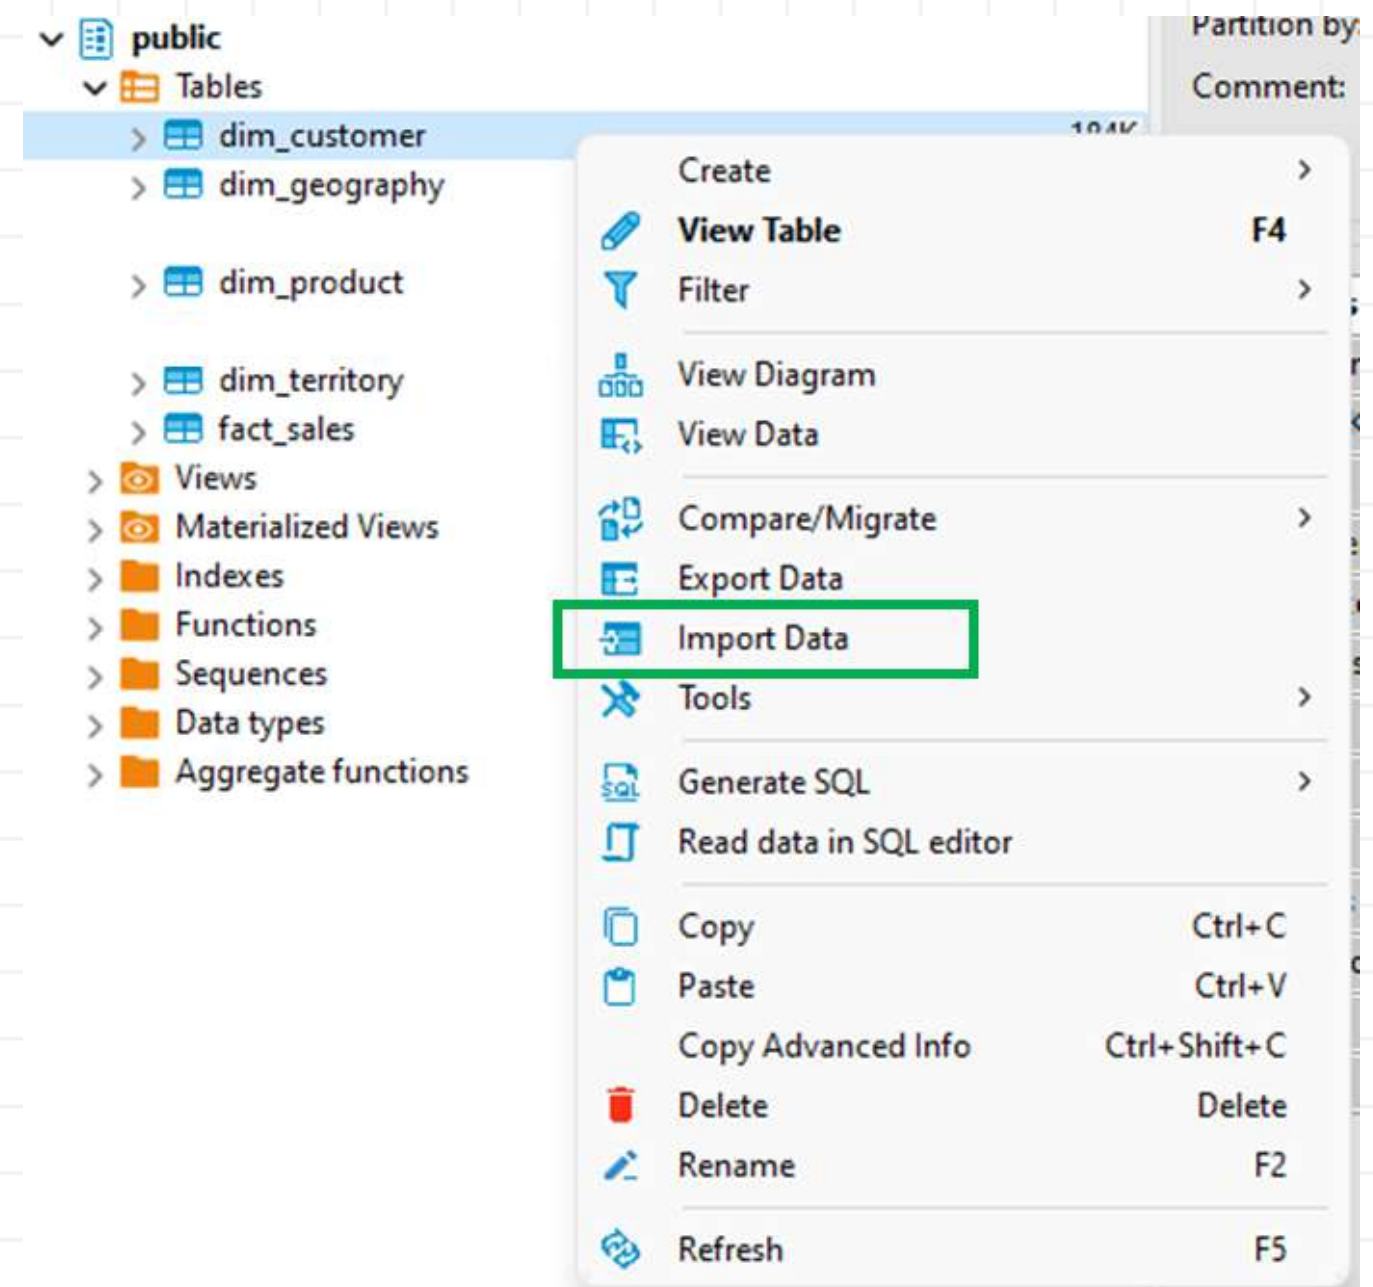 public
Partition by:
Tables
Comment:
dim_customer
184K
dim_geography
dim_product
dim_territory
fact_sales
Views
Materialized Views
Indexes
Functions
Sequences
Data types
Aggregate functions
Create
View Table F4
Filter
View Diagram
View Data
Compare/Migrate
Export Data
Import Data
Tools
Generate SQL
Read data in SQL editor
Copy Ctrl+C
Paste Ctrl+V
Copy Advanced Info Ctrl+Shift+C
Delete Delete
Rename F2
Refresh F5